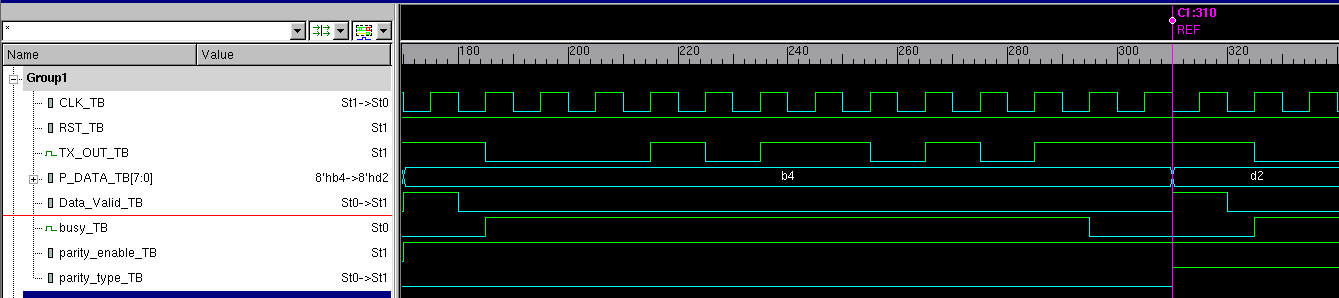 C1:310
REF
*
Name Value
180 200 220 240 260 280 300 320
Group1
CLK_TB St1->St0
RST_TB St1
TX_OUT_TB St1
P_DATA_TB[7:0] 8'hb4->8'hd2 b4 d2
Data_Valid_TB St0->St1
busy_TB St0
parity_enable_TB St1
parity_type_TB St0->St1